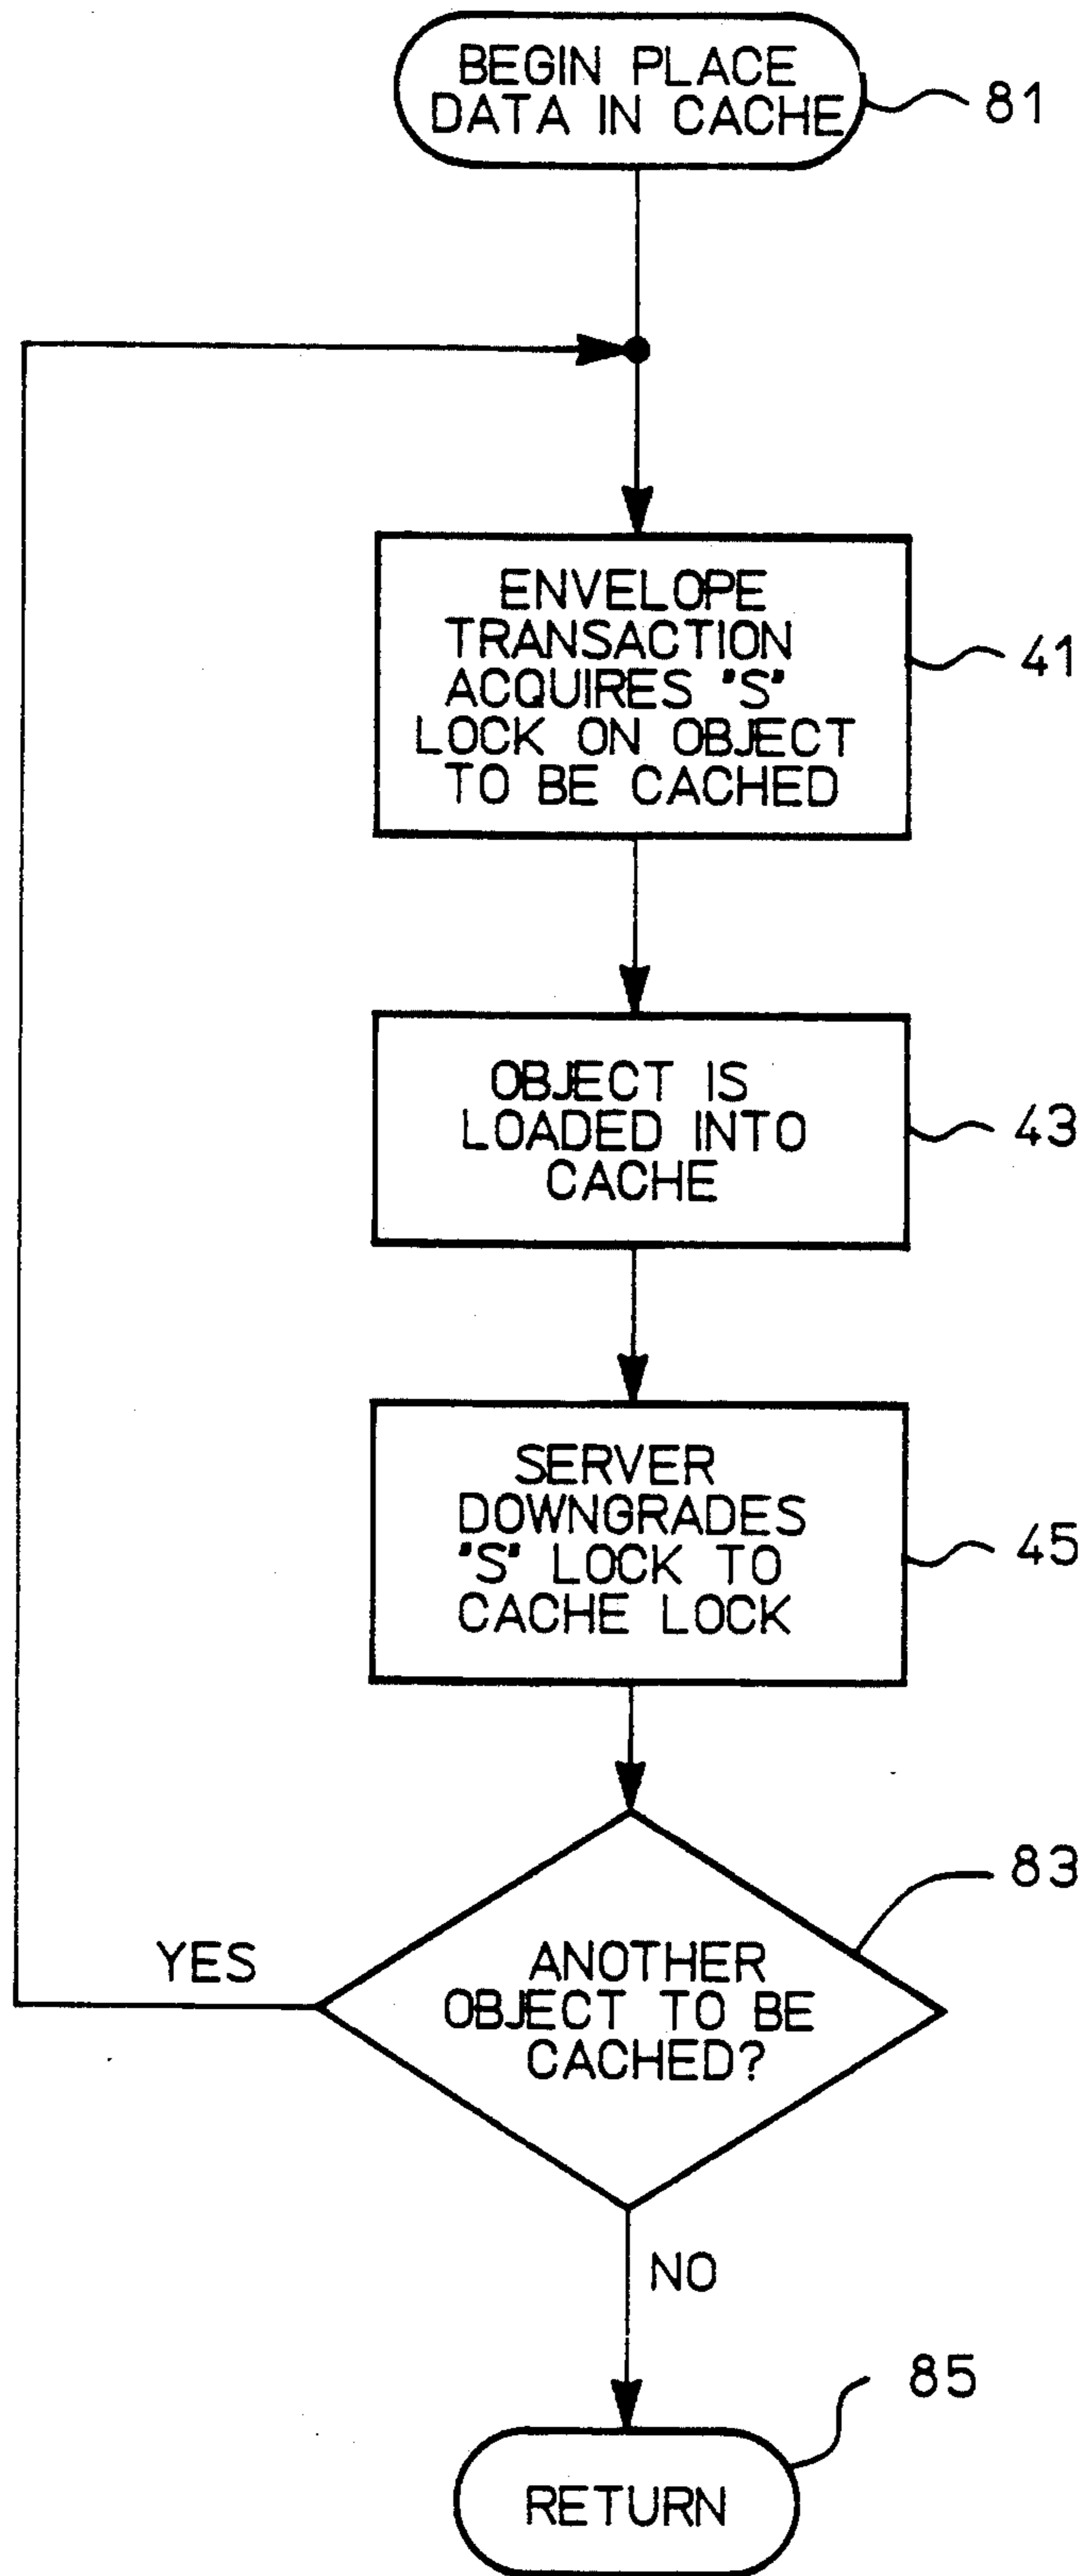 BEGIN PLACE
DATA IN CACHE
81
ENVELOPE
TRANSACTION
ACQUIRES "S"
LOCK ON OBJECT
TO BE CACHED
41
OBJECT IS
LOADED INTO
CACHE
43
SERVER
DOWNGRADES
"S" LOCK TO
CACHE LOCK
45
83
YES
ANOTHER
OBJECT TO BE
CACHED?
NO
85
RETURN